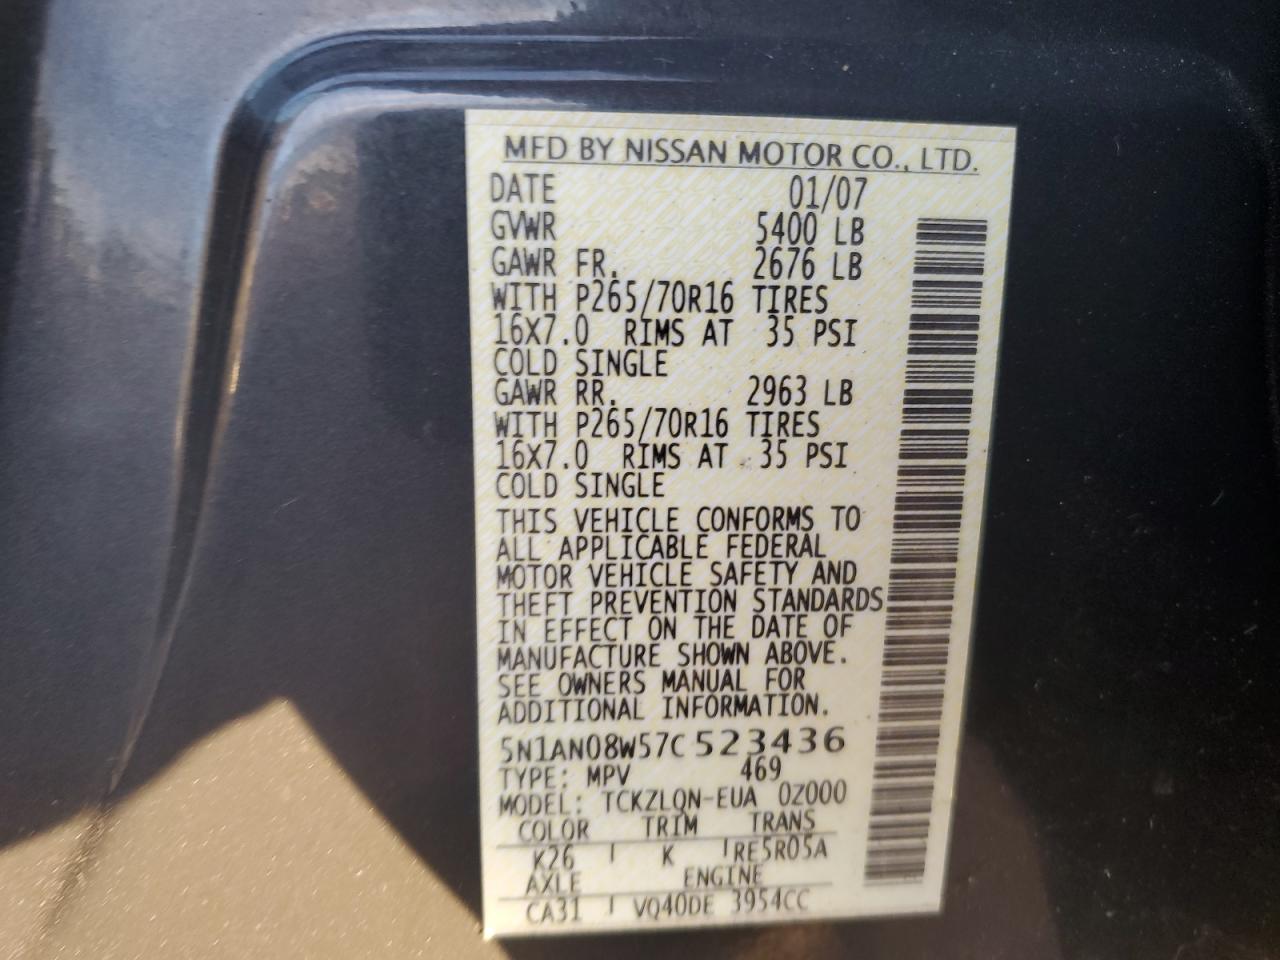 MFD BY NISSAN MOTOR CO., LTD.
DATE 01/07
GVWR 5400 LB
GAWR FR. 2676 LB
WITH P265/70R16 TIRES
16X7.0 RIMS AT 35 PSI
COLD SINGLE
GAWR RR. 2963 LB
WITH P265/70R16 TIRES
16X7.0 RIMS AT 35 PSI
COLD SINGLE
THIS VEHICLE CONFORMS TO
ALL APPLICABLE FEDERAL
MOTOR VEHICLE SAFETY AND
THEFT PREVENTION STANDARDS
IN EFFECT ON THE DATE OF
MANUFACTURE SHOWN ABOVE.
SEE OWNERS MANUAL FOR
ADDITIONAL INFORMATION.
5N1AN08W57C523436
TYPE: MPV 469
MODEL: TCKZLQN-EUA 0Z000
COLOR TRIM TRANS
K26 K RE5R05A
AXLE ENGINE
CA31 VQ40DE 3954CC